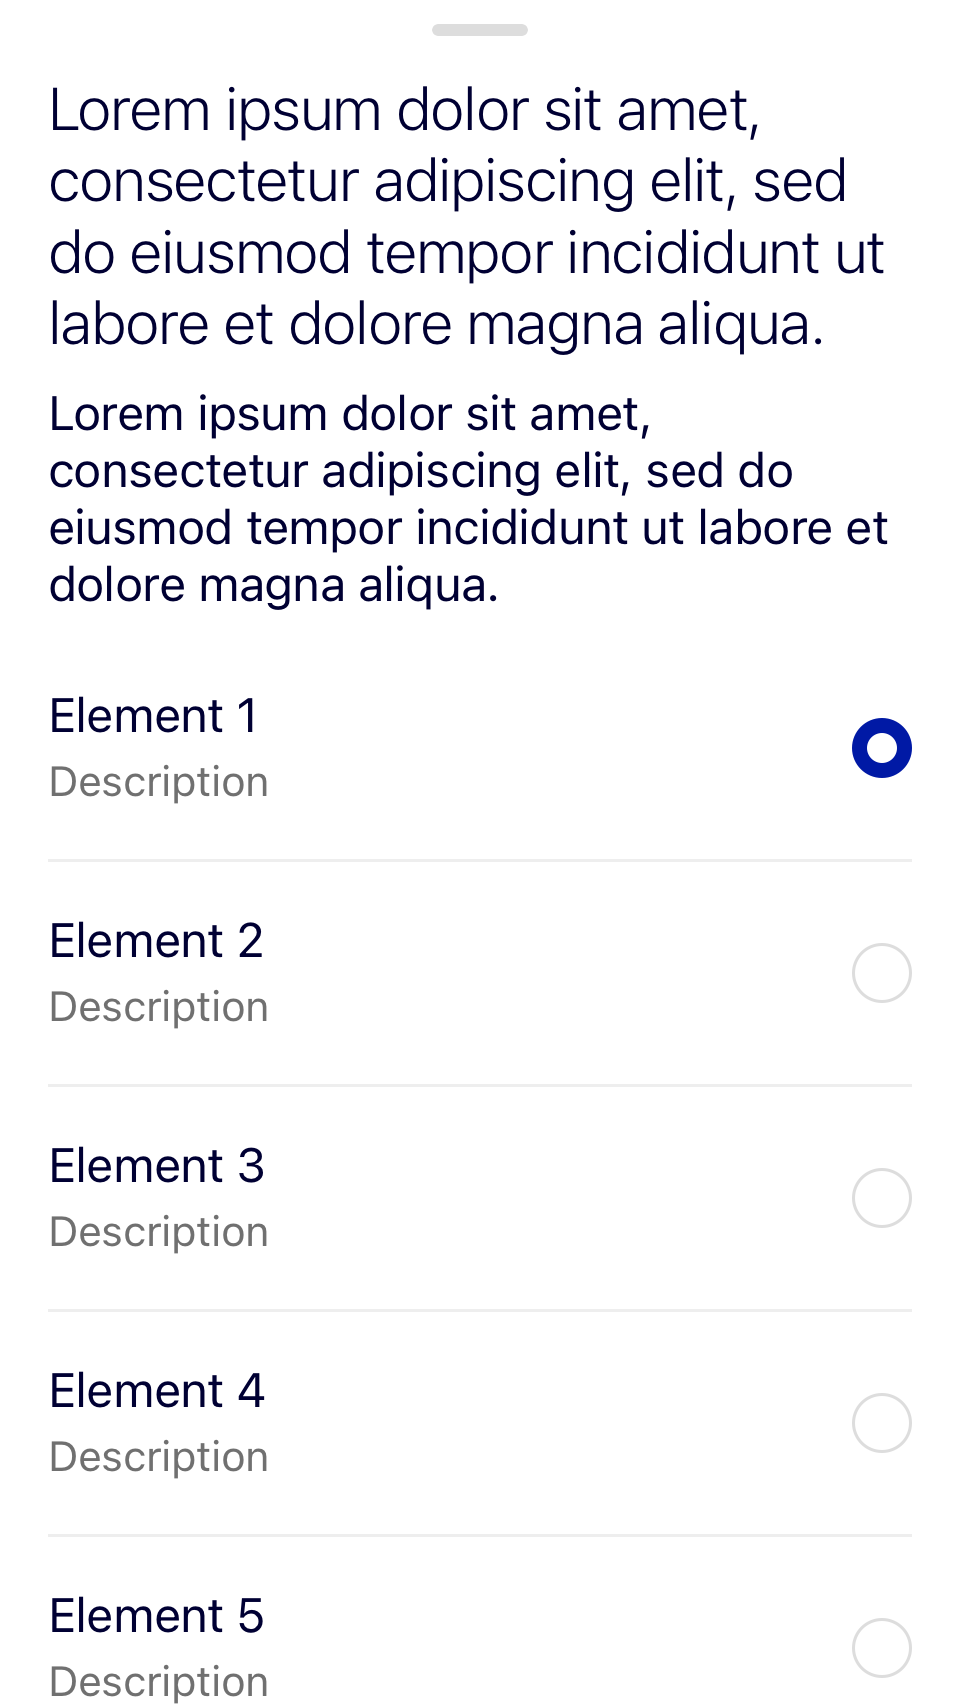 Lorem ipsum dolor sit amet,
consectetur adipiscing elit, sed
do eiusmod tempor incididunt ut
labore et dolore magna aliqua.
Lorem ipsum dolor sit amet,
consectetur adipiscing elit, sed do
eiusmod tempor incididunt ut labore et
dolore magna aliqua.
Element 1
Description
Element 2
Description
Element 3
Description
Element 4
Description
Element 5
Description